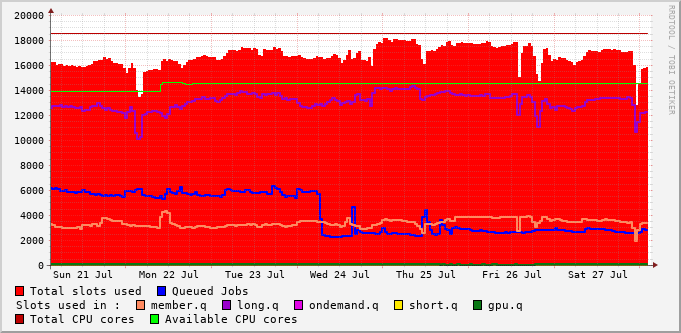 20000
18000
16000
14000
12000
10000
8000
6000
4000
2000
0
Sun 21 Jul Mon 22 Jul Tue 23 Jul Wed 24 Jul Thu 25 Jul Fri 26 Jul Sat 27 Jul
RRDTOOL / TOBI OETIKER
Total slots used Queued Jobs
Slots used in : member.q long.q ondemand.q short.q gpu.q
Total CPU cores Available CPU cores